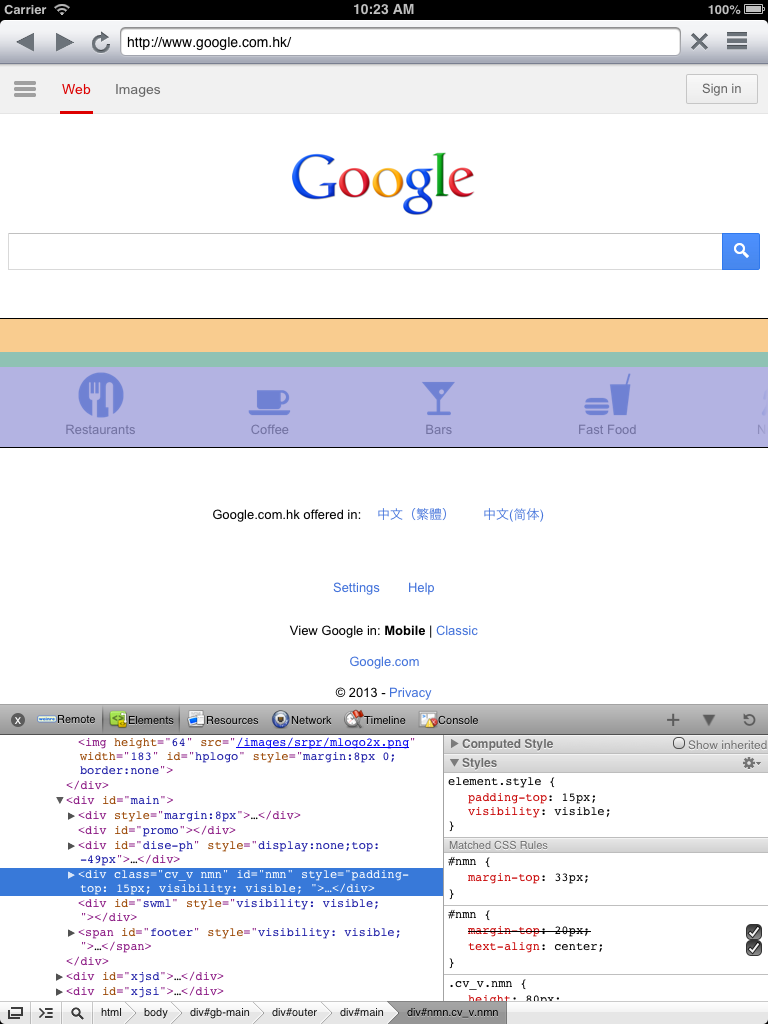 Carrier 10:23 AM 100%
http://www.google.com.hk/
Web Images Sign in
Google
Restaurants Coffee Bars Fast Food N
Google.com.hk offered in: 中文（繁體） 中文(简体)
Settings Help
View Google in: Mobile | Classic
Google.com
© 2013 - Privacy
Remote Elements Resources Network Timeline Console
<img height="64" src="/images/srpr/mlogo2x.png"
width="183" id="hplogo" style="margin:8px 0;
border:none">
</div>
▼<div id="main">
▶<div style="margin:8px">…</div>
<div id="promo"></div>
▶<div id="dise-ph" style="display:none;top:
-49px">…</div>
▶<div class="cv_v nmn" id="nmn" style="padding-
top: 15px; visibility: visible; ">…</div>
<div id="swml" style="visibility: visible;
"></div>
▶<span id="footer" style="visibility: visible;
">…</span>
</div>
▶<div id="xjsd">…</div>
▶<div id="xjsi">…</div>
▶Computed Style Show inherited
▼Styles
element.style {
padding-top: 15px;
visibility: visible;
}
Matched CSS Rules
#nmn {
margin-top: 33px;
}
#nmn {
margin-top: 20px;
text-align: center;
}
.cv_v.nmn {
height: 80px;
html body div#gb-main div#outer div#main div#nmn.cv_v.nmn